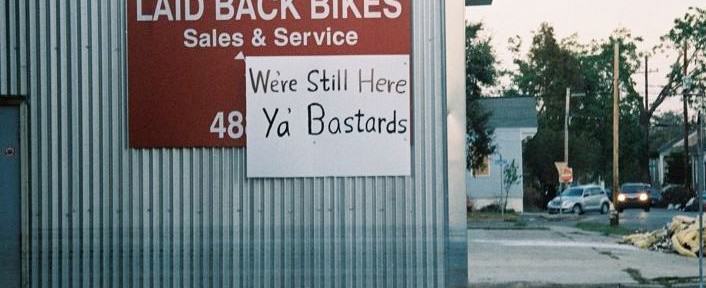 LAID BACK BIKES
Sales & Service
48
We're Still Here
Ya' Bastards